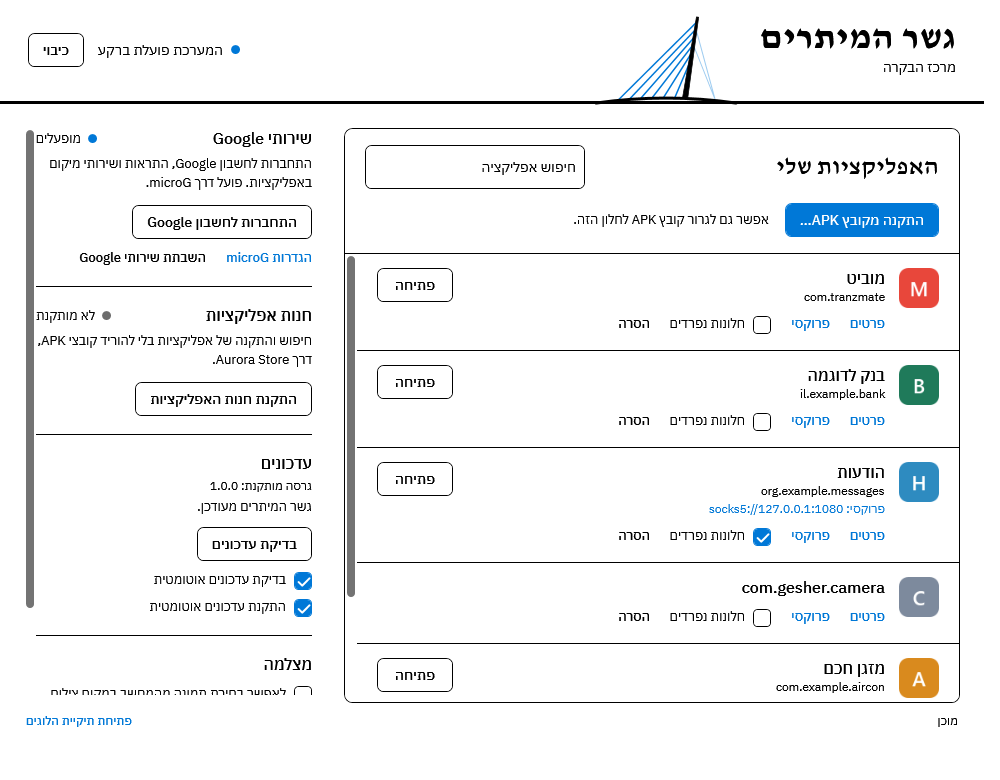 גשר המיתרים
מרכז הבקרה
המערכת פועלת ברקע
כיבוי
האפליקציות שלי
חיפוש אפליקציה
התקנה מקובץ APK...
אפשר גם לגרור קובץ APK לחלון הזה.
M
מוביט
com.tranzmate
פתיחה
פרטים פרוקסי חלונות נפרדים הסרה
B
בנק לדוגמה
il.example.bank
פתיחה
פרטים פרוקסי חלונות נפרדים הסרה
H
הודעות
org.example.messages
פרוקסי: socks5://127.0.0.1:1080
פתיחה
פרטים פרוקסי חלונות נפרדים הסרה
C
com.gesher.camera
פרטים פרוקסי חלונות נפרדים הסרה
A
מזגן חכם
com.example.aircon
פתיחה
שירותי Google
מופעלים
התחברות לחשבון Google, התראות ושירותי מיקום
באפליקציות. פועל דרך microG.
התחברות לחשבון Google
הגדרות microG השבתת שירותי Google
חנות אפליקציות
לא מותקנת
חיפוש והתקנה של אפליקציות בלי להוריד קובצי APK,
דרך Aurora Store.
התקנת חנות האפליקציות
עדכונים
גרסה מותקנת: 1.0.0
גשר המיתרים מעודכן.
בדיקת עדכונים
בדיקת עדכונים אוטומטית
התקנת עדכונים אוטומטית
מצלמה
לאפשר בחירת תמונה מהמחשב במקום צילום
מוכן
פתיחת תיקיית הלוגים